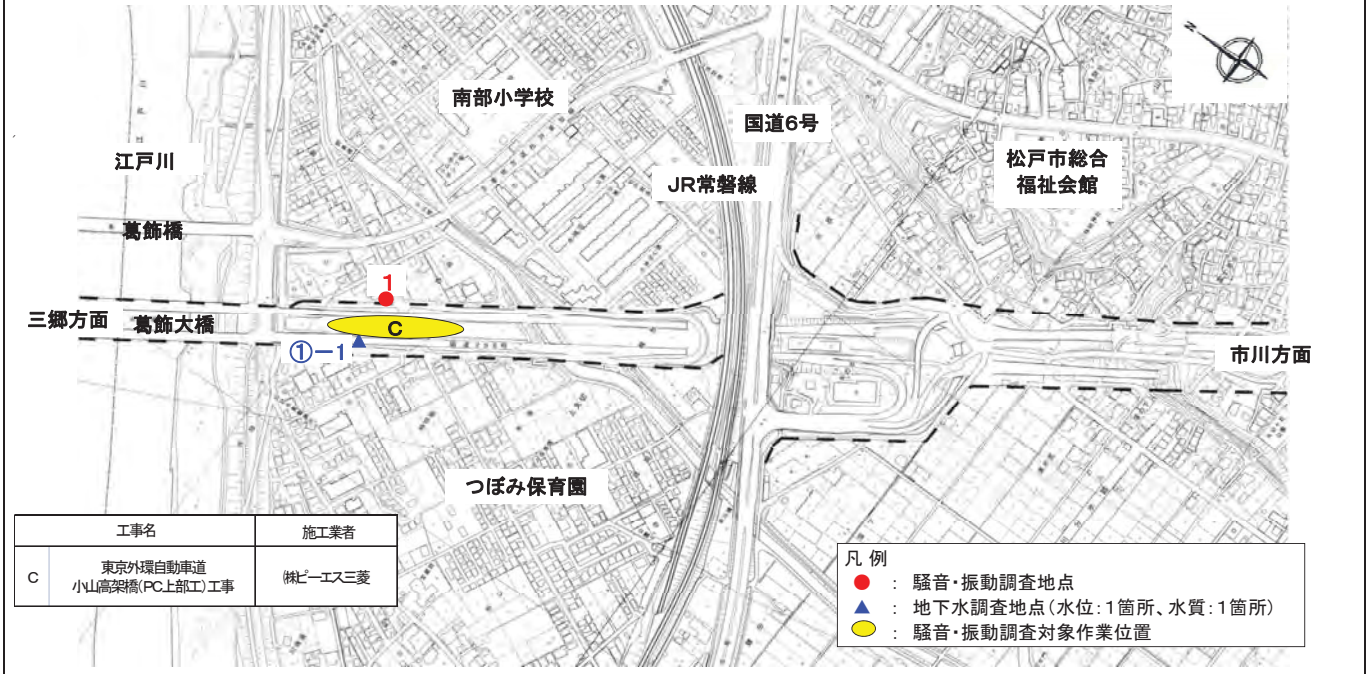 N
南部小学校
国道6号
江戸川
JR常磐線
松戸市総合
福祉会館
葛飾橋
1
三郷方面
葛飾大橋
C
①-1
市川方面
つぼみ保育園
工事名 施工業者
C 東京外環自動車道 ㈱ピーエス三菱
小山高架橋(PC上部工)工事
凡 例
● : 騒音・振動調査地点
▲ : 地下水調査地点(水位:1箇所、水質:1箇所)
: 騒音・振動調査対象作業位置